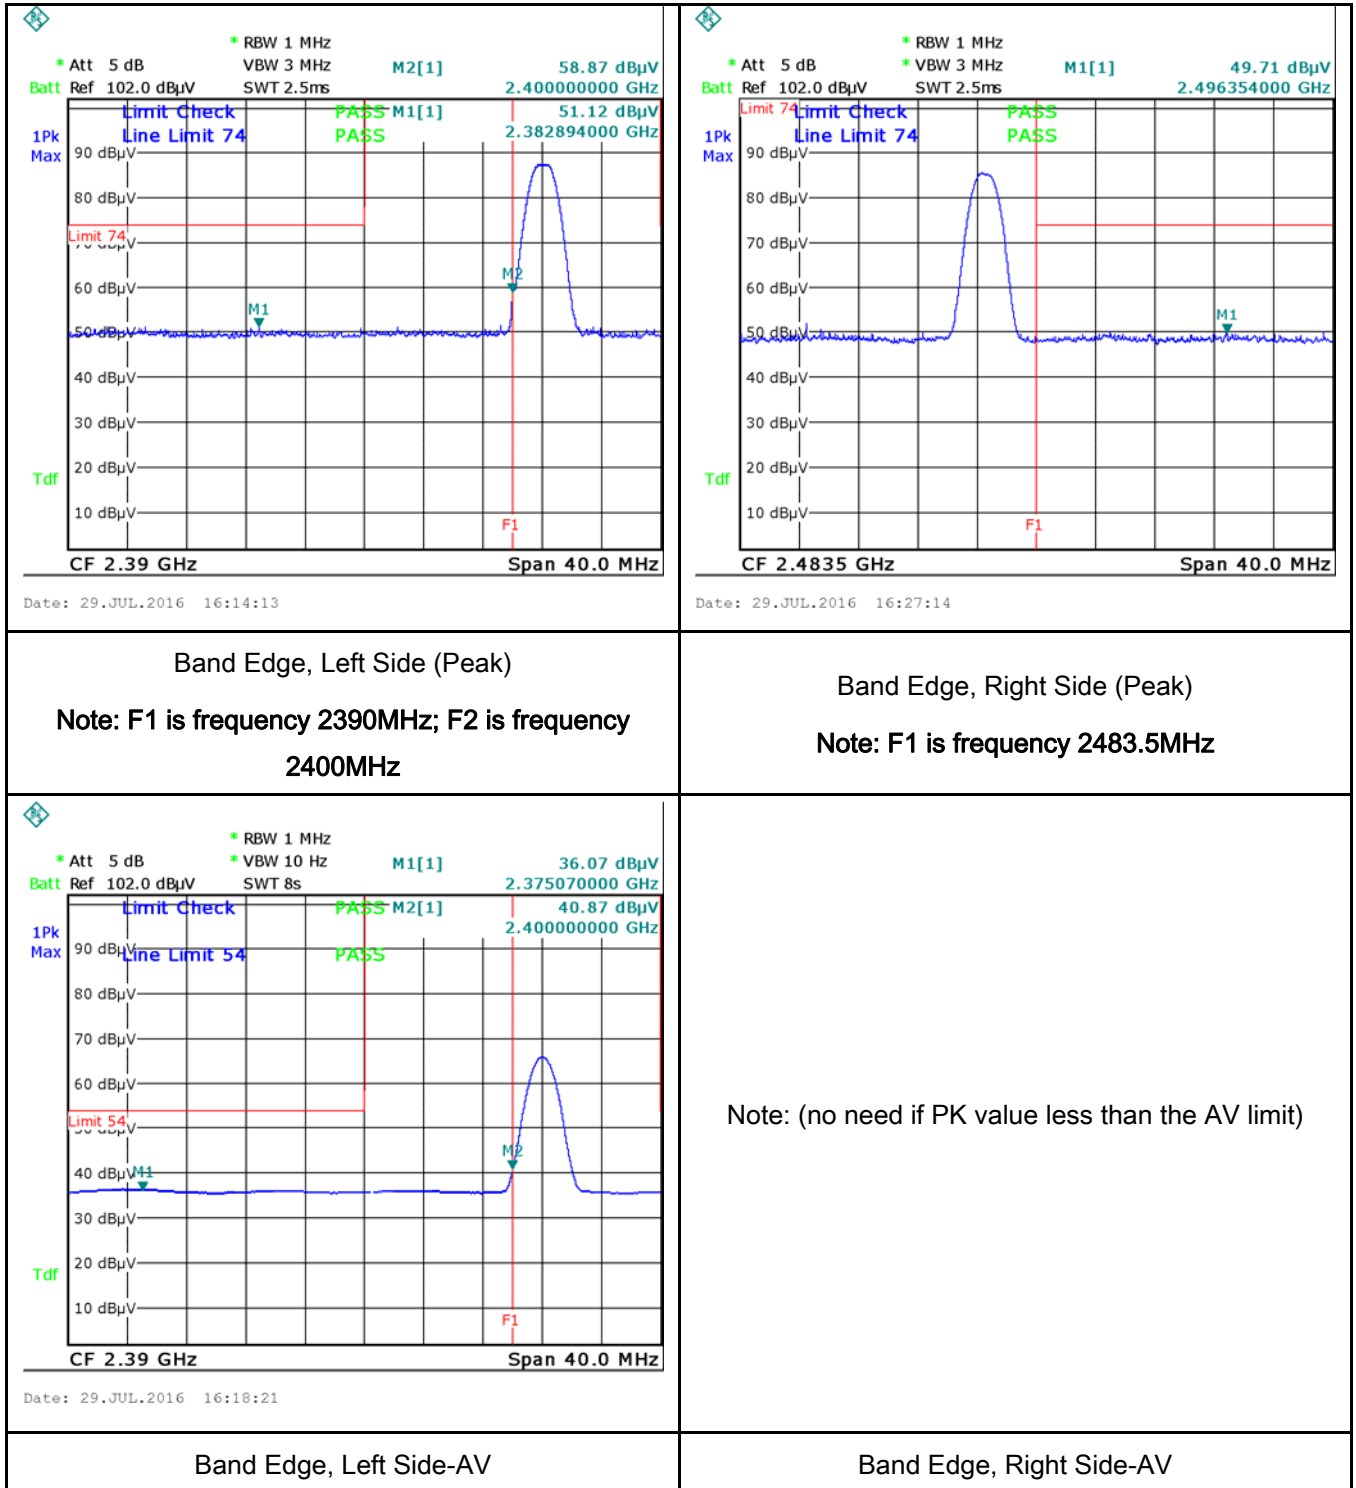 * RBW 1 MHz
* Att 5 dB VBW 3 MHz M2[1] 58.87 dBµV
Batt Ref 102.0 dBµV SWT 2.5ms 2.400000000 GHz
Limit Check PASS M1[1] 51.12 dBµV
1Pk Line Limit 74 PASS 2.382894000 GHz
Max 90 dBµV
80 dBµV
Limit 74
70 dBµV
M2
60 dBµV
M1
50 dBµV
40 dBµV
30 dBµV
20 dBµV
Tdf
10 dBµV
F1
CF 2.39 GHz Span 40.0 MHz
Date: 29.JUL.2016 16:14:13
* RBW 1 MHz
* Att 5 dB * VBW 3 MHz M1[1] 49.71 dBµV
Batt Ref 102.0 dBµV SWT 2.5ms 2.496354000 GHz
Limit 74 Limit Check PASS
1Pk Line Limit 74 PASS
Max 90 dBµV
80 dBµV
70 dBµV
60 dBµV
M1
50 dBµV
40 dBµV
30 dBµV
20 dBµV
Tdf
10 dBµV
F1
CF 2.4835 GHz Span 40.0 MHz
Date: 29.JUL.2016 16:27:14
Band Edge, Left Side (Peak)
Note: F1 is frequency 2390MHz; F2 is frequency
2400MHz
Band Edge, Right Side (Peak)
Note: F1 is frequency 2483.5MHz
* RBW 1 MHz
* Att 5 dB * VBW 10 Hz M1[1] 36.07 dBµV
Batt Ref 102.0 dBµV SWT 8s 2.375070000 GHz
Limit Check PASS M2[1] 40.87 dBµV
1Pk 2.400000000 GHz
Max 90 dBµV Line Limit 54 PASS
80 dBµV
70 dBµV
60 dBµV
Limit 54
50 dBµV
M2
40 dBµV M1
30 dBµV
20 dBµV
Tdf
10 dBµV
F1
CF 2.39 GHz Span 40.0 MHz
Date: 29.JUL.2016 16:18:21
Note: (no need if PK value less than the AV limit)
Band Edge, Left Side-AV
Band Edge, Right Side-AV